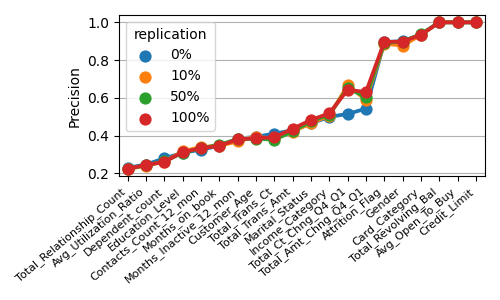 replication
0%
10%
50%
100%
Precision
1.0
0.8
0.6
0.4
0.2
Total_Relationship_Count
Avg_Utilization_Ratio
Dependent_count
Education_Level
Contacts_Count_12_mon
Months_on_book
Months_Inactive_12_mon
Customer_Age
Total_Trans_Ct
Total_Trans_Amt
Marital_Status
Income_Category
Total_Ct_Chng_Q4_Q1
Total_Amt_Chng_Q4_Q1
Attrition_Flag
Gender
Card_Category
Total_Revolving_Bal
Avg_Open_To_Buy
Credit_Limit